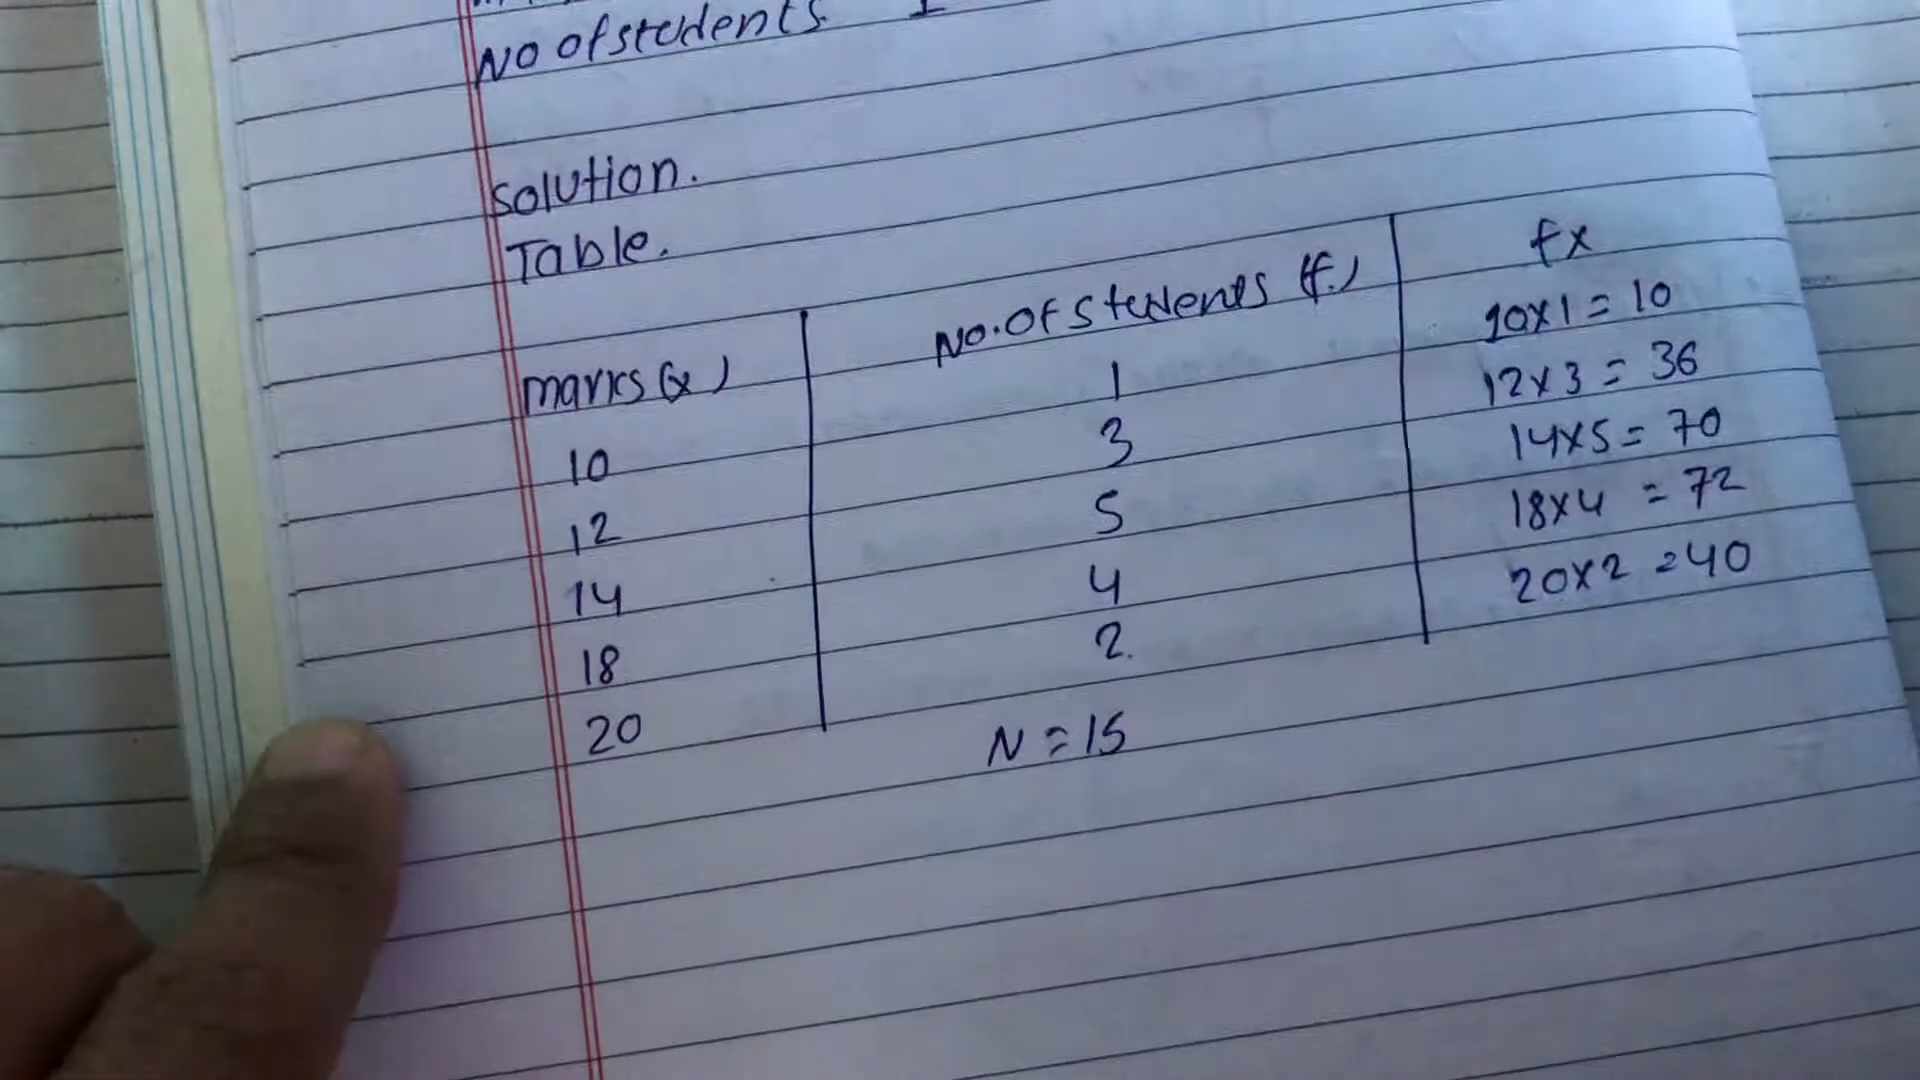 No of students 1
Solution.
Table.
marks (x) No. of students (f.) fx
10 1 10x1 = 10
12 3 12x3 = 36
14 5 14x5 = 70
18 4 18x4 = 72
20 2. 20x2 = 40
N = 15